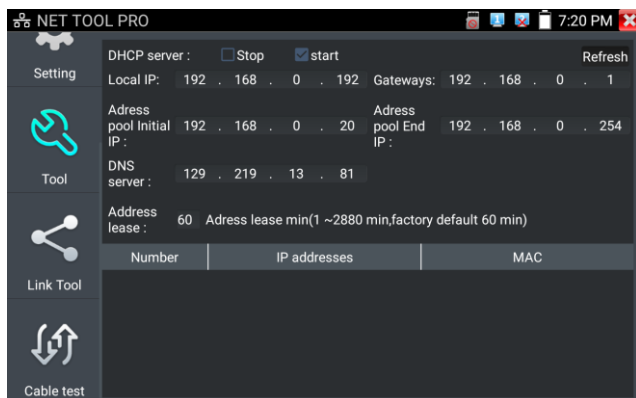 NET TOOL PRO 7:20 PM
Setting
Tool
Link Tool
Cable test
DHCP server : Stop start Refresh
Local IP: 192 . 168 . 0 . 192 Gateways: 192 . 168 . 0 . 1
Adress
pool Initial 192 . 168 . 0 . 20
IP :
Adress
pool End 192 . 168 . 0 . 254
IP :
DNS
server : 129 . 219 . 13 . 81
Address
lease : 60 Adress lease min(1 ~2880 min,factory default 60 min)
Number IP addresses MAC